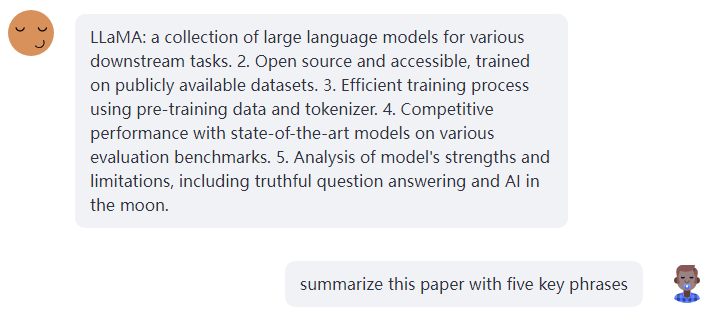 LLaMA: a collection of large language models for various
downstream tasks. 2. Open source and accessible, trained
on publicly available datasets. 3. Efficient training process
using pre-training data and tokenizer. 4. Competitive
performance with state-of-the-art models on various
evaluation benchmarks. 5. Analysis of model's strengths and
limitations, including truthful question answering and AI in
the moon.
summarize this paper with five key phrases